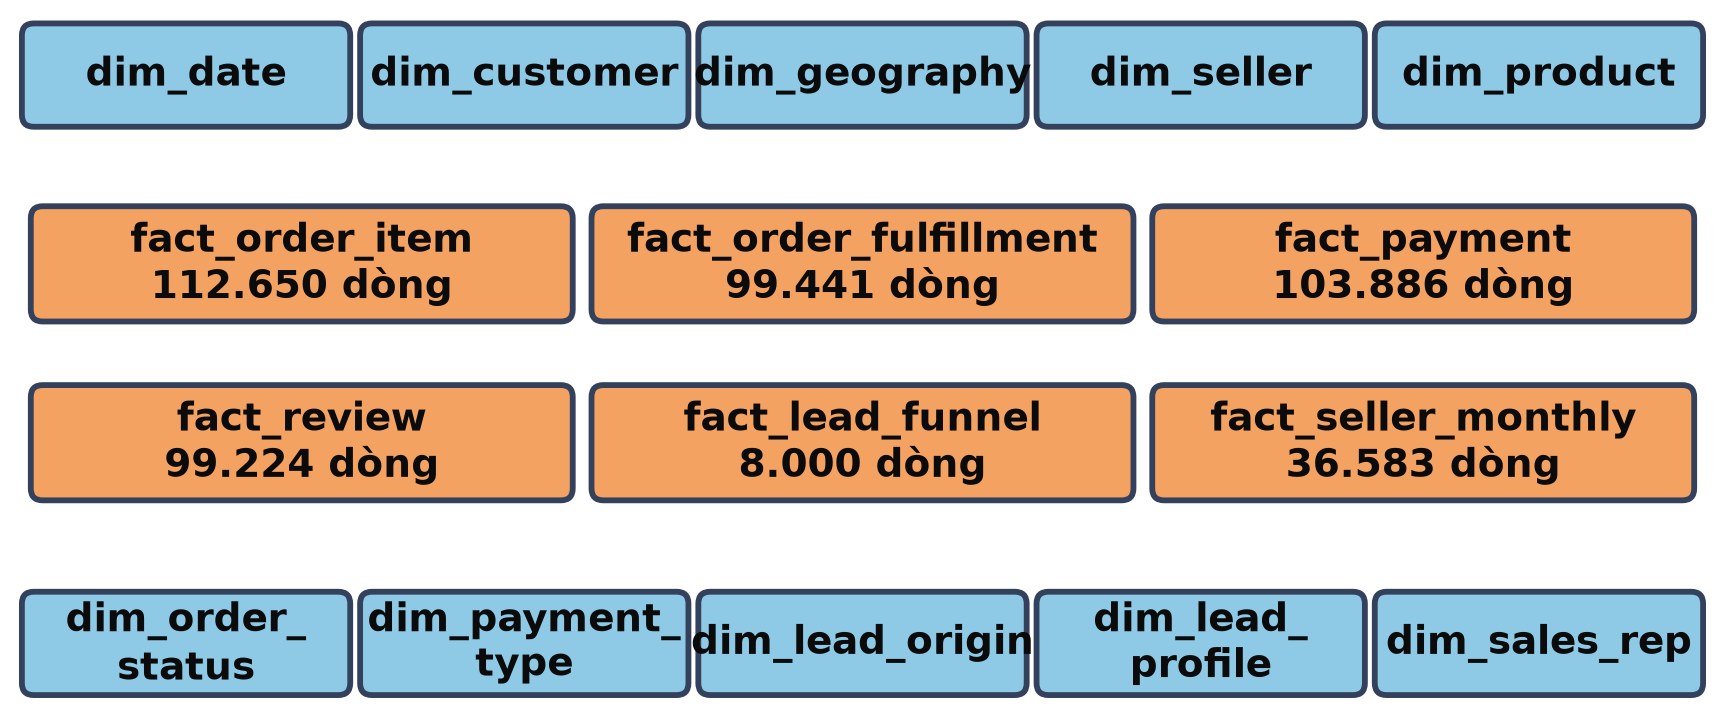 dim_date
dim_customer
dim_geography
dim_seller
dim_product
fact_order_item
112.650 dòng
fact_order_fulfillment
99.441 dòng
fact_payment
103.886 dòng
fact_review
99.224 dòng
fact_lead_funnel
8.000 dòng
fact_seller_monthly
36.583 dòng
dim_order_
status
dim_payment_
type
dim_lead_origin
dim_lead_
profile
dim_sales_rep